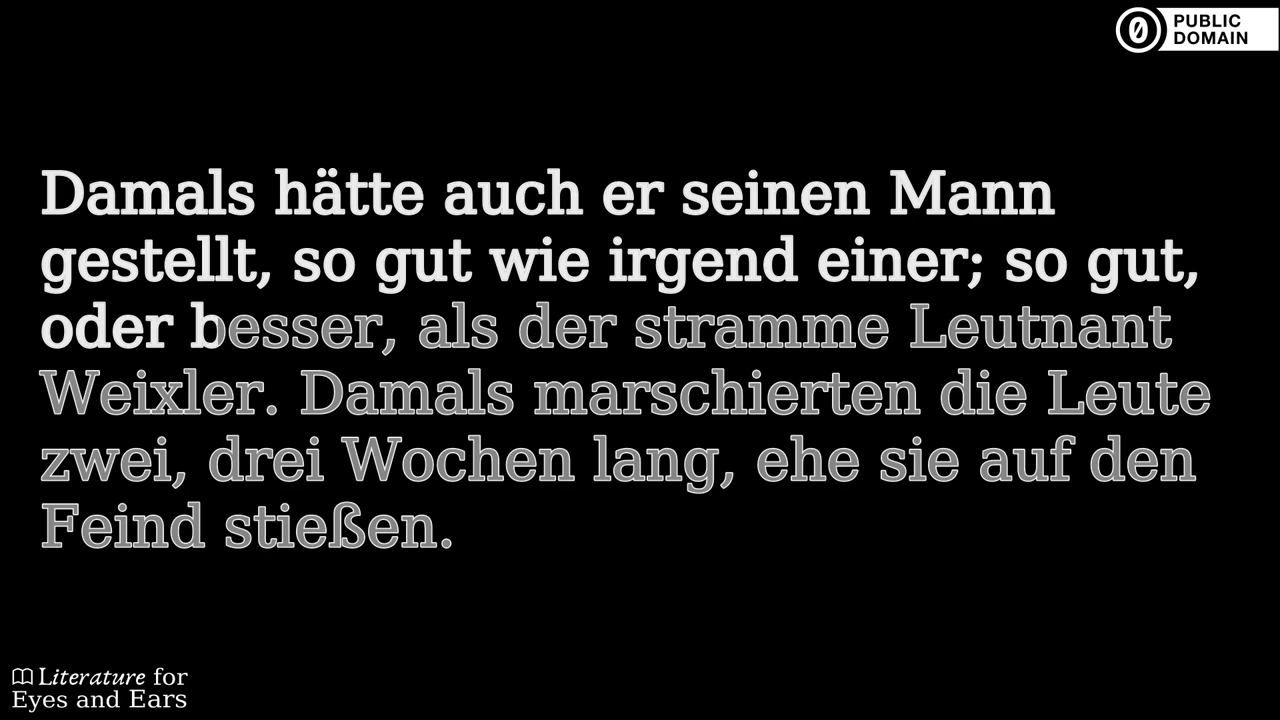 PUBLIC
DOMAIN
Damals hätte auch er seinen Mann
gestellt, so gut wie irgend einer; so gut,
oder besser, als der stramme Leutnant
Weixler. Damals marschierten die Leute
zwei, drei Wochen lang, ehe sie auf den
Feind stießen.
Literature for
Eyes and Ears